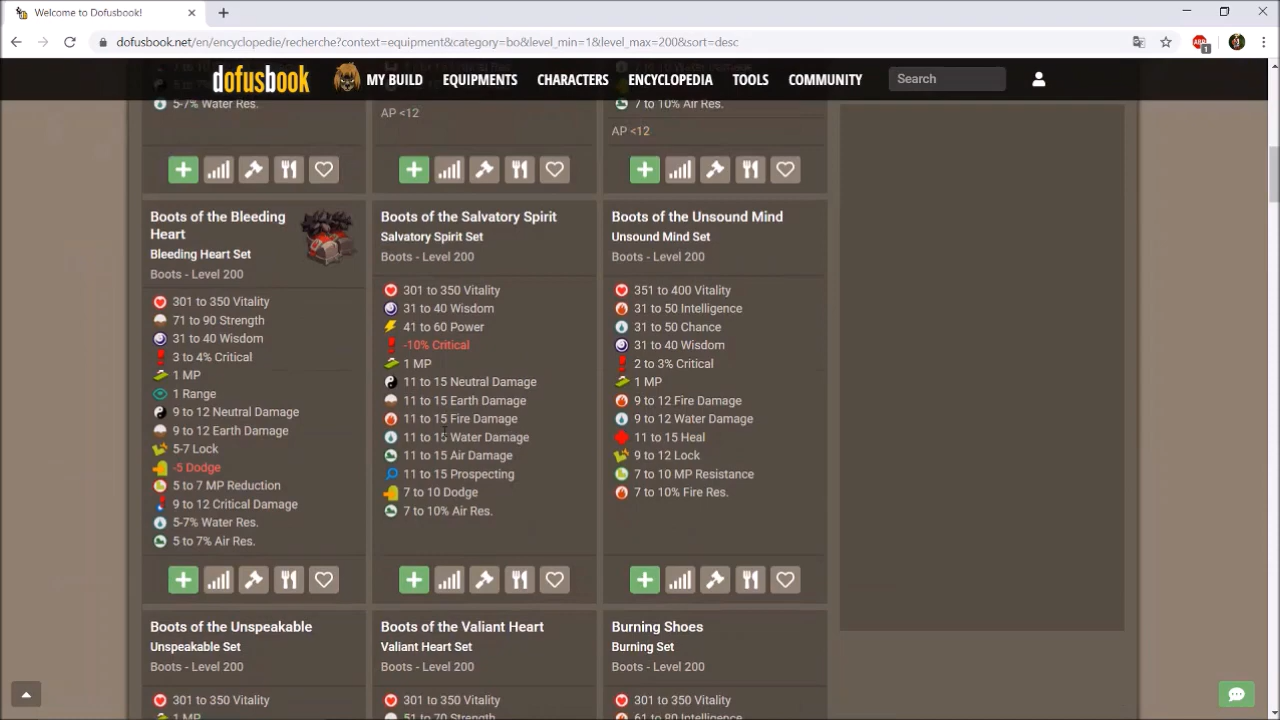 Welcome to Dofusbook!
dofusbook.net/en/encyclopedie/recherche?context=equipment&category=bo&level_min=1&level_max=200&sort=desc
ABP
1
dofusbook
MY BUILD
EQUIPMENTS
CHARACTERS
ENCYCLOPEDIA
TOOLS
COMMUNITY
Search
5-7% Water Res.
AP <12
7 to 10% Air Res.
AP <12
Boots of the Bleeding
Heart
Bleeding Heart Set
Boots - Level 200
301 to 350 Vitality
71 to 90 Strength
31 to 40 Wisdom
3 to 4% Critical
1 MP
1 Range
9 to 12 Neutral Damage
9 to 12 Earth Damage
5-7 Lock
-5 Dodge
5 to 7 MP Reduction
9 to 12 Critical Damage
5-7% Water Res.
5 to 7% Air Res.
Boots of the Salvatory Spirit
Salvatory Spirit Set
Boots - Level 200
301 to 350 Vitality
31 to 40 Wisdom
41 to 60 Power
-10% Critical
1 MP
11 to 15 Neutral Damage
11 to 15 Earth Damage
11 to 15 Fire Damage
11 to 15 Water Damage
11 to 15 Air Damage
11 to 15 Prospecting
7 to 10 Dodge
7 to 10% Air Res.
Boots of the Unsound Mind
Unsound Mind Set
Boots - Level 200
351 to 400 Vitality
31 to 50 Intelligence
31 to 50 Chance
31 to 40 Wisdom
2 to 3% Critical
1 MP
9 to 12 Fire Damage
9 to 12 Water Damage
11 to 15 Heal
9 to 12 Lock
7 to 10 MP Resistance
7 to 10% Fire Res.
Boots of the Unspeakable
Unspeakable Set
Boots - Level 200
301 to 350 Vitality
1 MP
Boots of the Valiant Heart
Valiant Heart Set
Boots - Level 200
301 to 350 Vitality
51 to 70 Strength
Burning Shoes
Burning Set
Boots - Level 200
301 to 350 Vitality
61 to 80 Intelligence